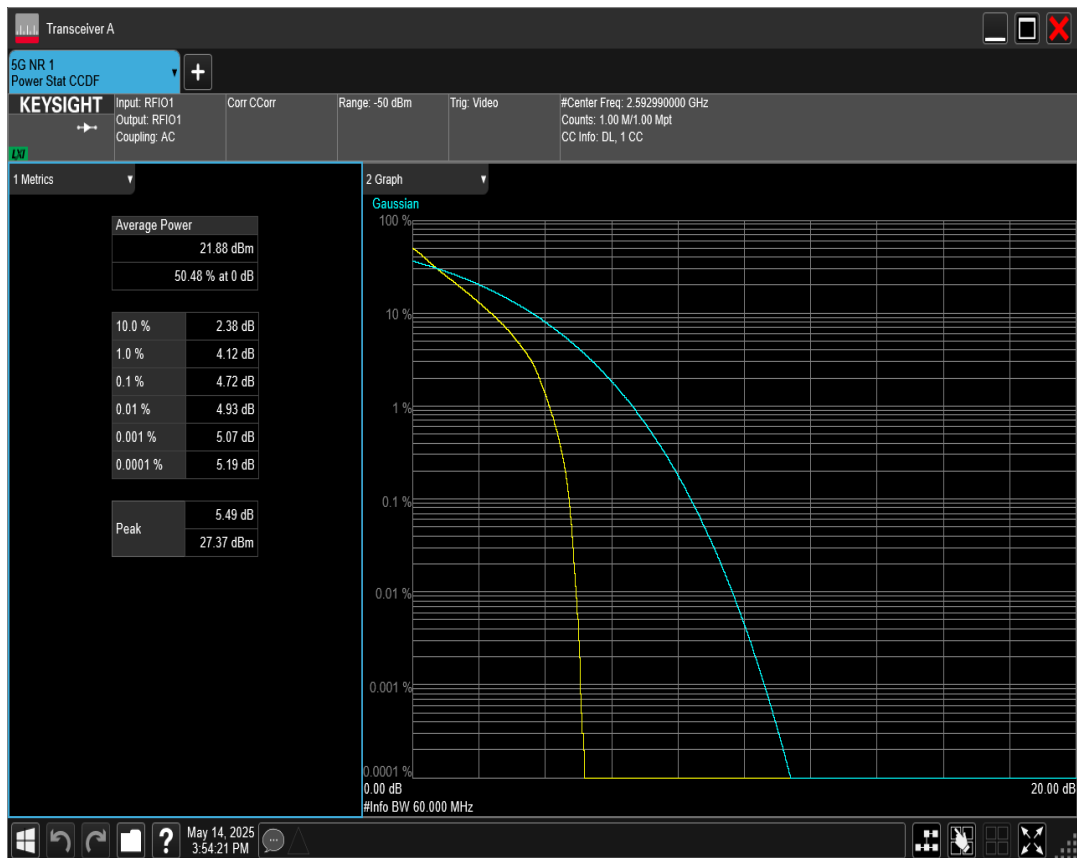 Transceiver A
5G NR 1
Power Stat CCDF
KEYSIGHT
LXI
Input: RFIO1
Output: RFIO1
Coupling: AC
Corr CCorr
Range: -50 dBm
Trig: Video
#Center Freq: 2.592990000 GHz
Counts: 1.00 M/1.00 Mpt
CC Info: DL, 1 CC
1 Metrics
Average Power
21.88 dBm
50.48 % at 0 dB
10.0 % 2.38 dB
1.0 % 4.12 dB
0.1 % 4.72 dB
0.01 % 4.93 dB
0.001 % 5.07 dB
0.0001 % 5.19 dB
Peak
5.49 dB
27.37 dBm
2 Graph
Gaussian
100 %
10 %
1 %
0.1 %
0.01 %
0.001 %
0.0001 %
0.00 dB 20.00 dB
#Info BW 60.000 MHz
?
May 14, 2025
3:54:21 PM